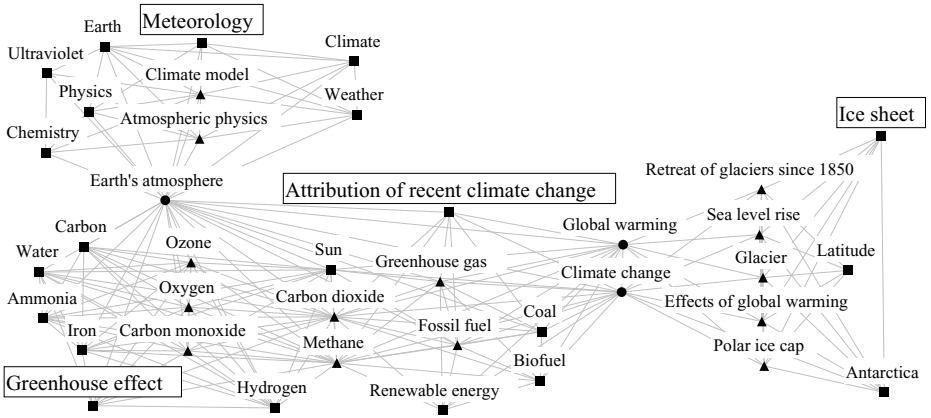 Earth
Meteorology
Climate
Ultraviolet
Climate model
Physics
Weather
Atmospheric physics
Chemistry
Ice sheet
Earth's atmosphere
Attribution of recent climate change
Retreat of glaciers since 1850
Carbon
Ozone
Global warming
Sea level rise
Water
Sun
Greenhouse gas
Glacier
Latitude
Climate change
Oxygen
Ammonia
Carbon dioxide
Effects of global warming
Coal
Iron
Carbon monoxide
Fossil fuel
Methane
Polar ice cap
Biofuel
Greenhouse effect
Hydrogen
Renewable energy
Antarctica